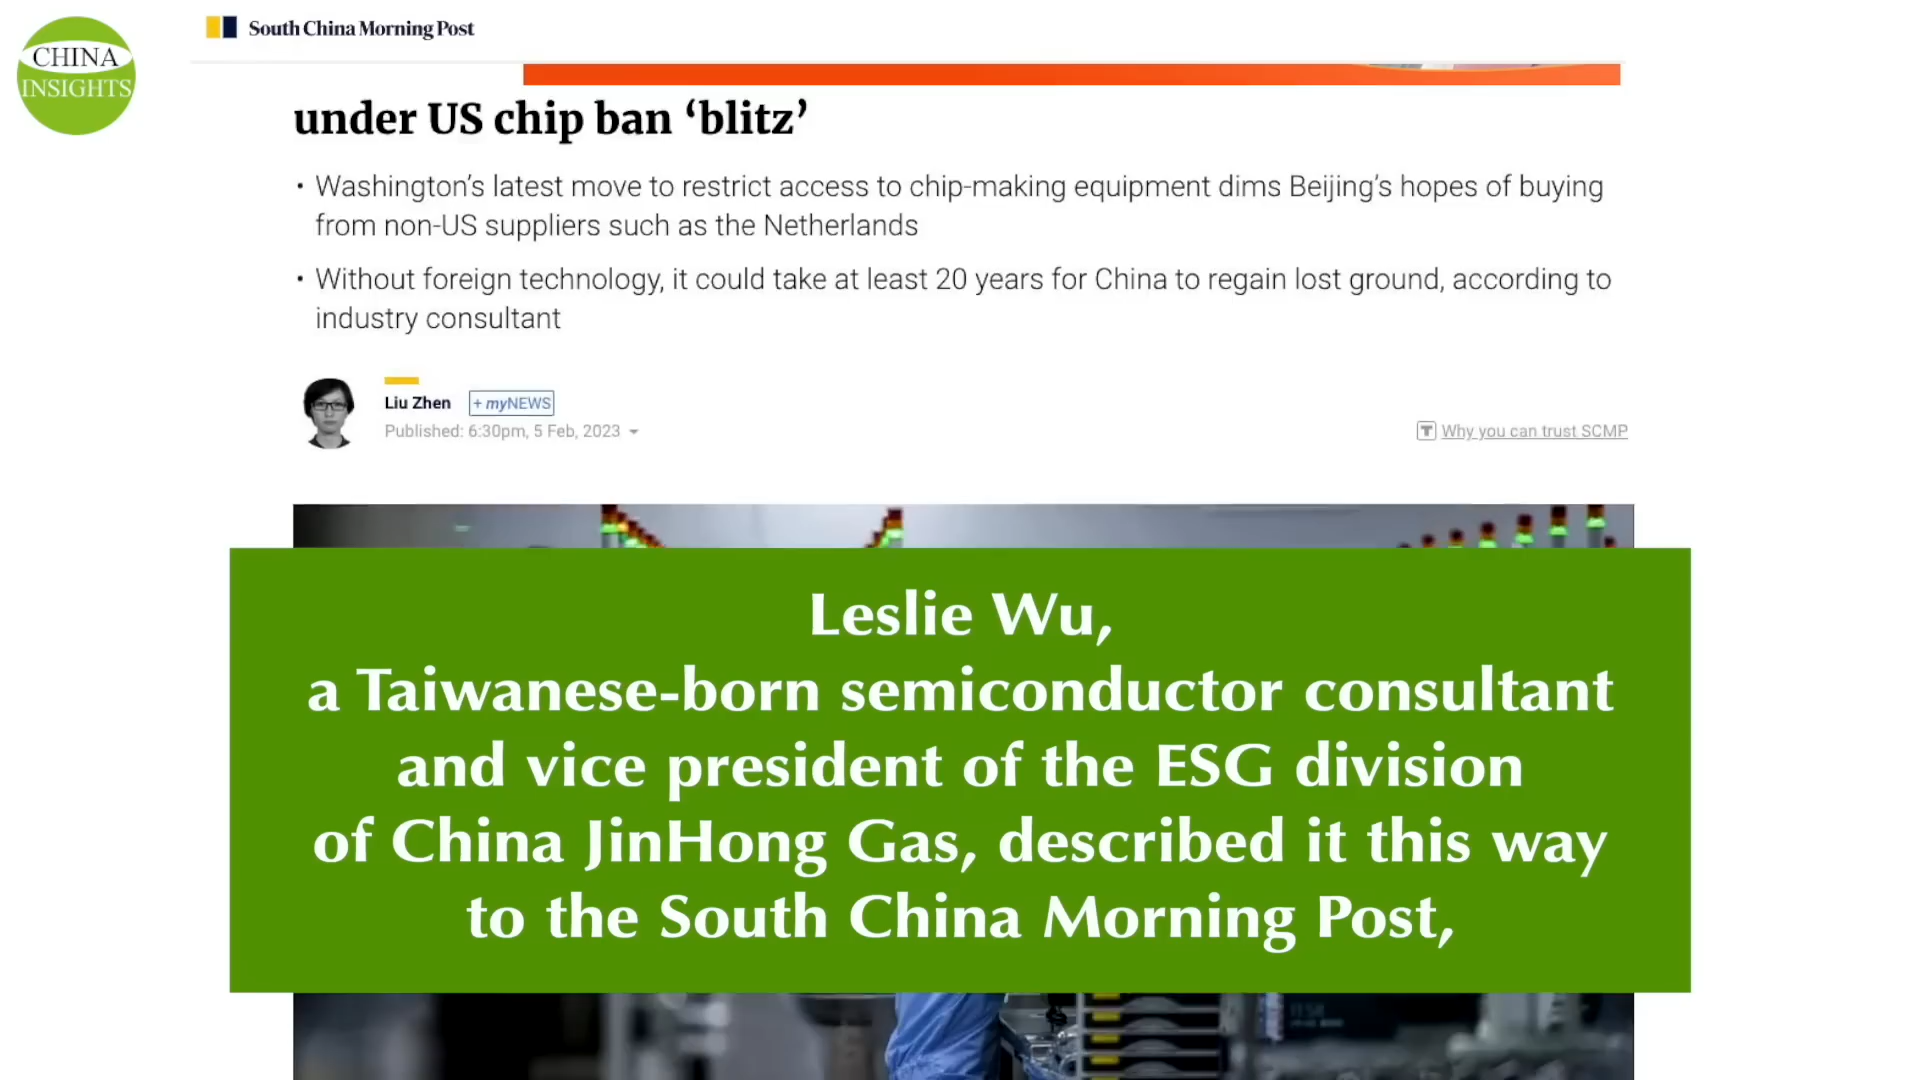 CHINA
INSIGHTS
South China Morning Post
under US chip ban ‘blitz’
• Washington’s latest move to restrict access to chip-making equipment dims Beijing’s hopes of buying
from non-US suppliers such as the Netherlands
• Without foreign technology, it could take at least 20 years for China to regain lost ground, according to
industry consultant
Liu Zhen + myNEWS
Published: 6:30pm, 5 Feb, 2023
Why you can trust SCMP
Leslie Wu,
a Taiwanese-born semiconductor consultant
and vice president of the ESG division
of China JinHong Gas, described it this way
to the South China Morning Post,